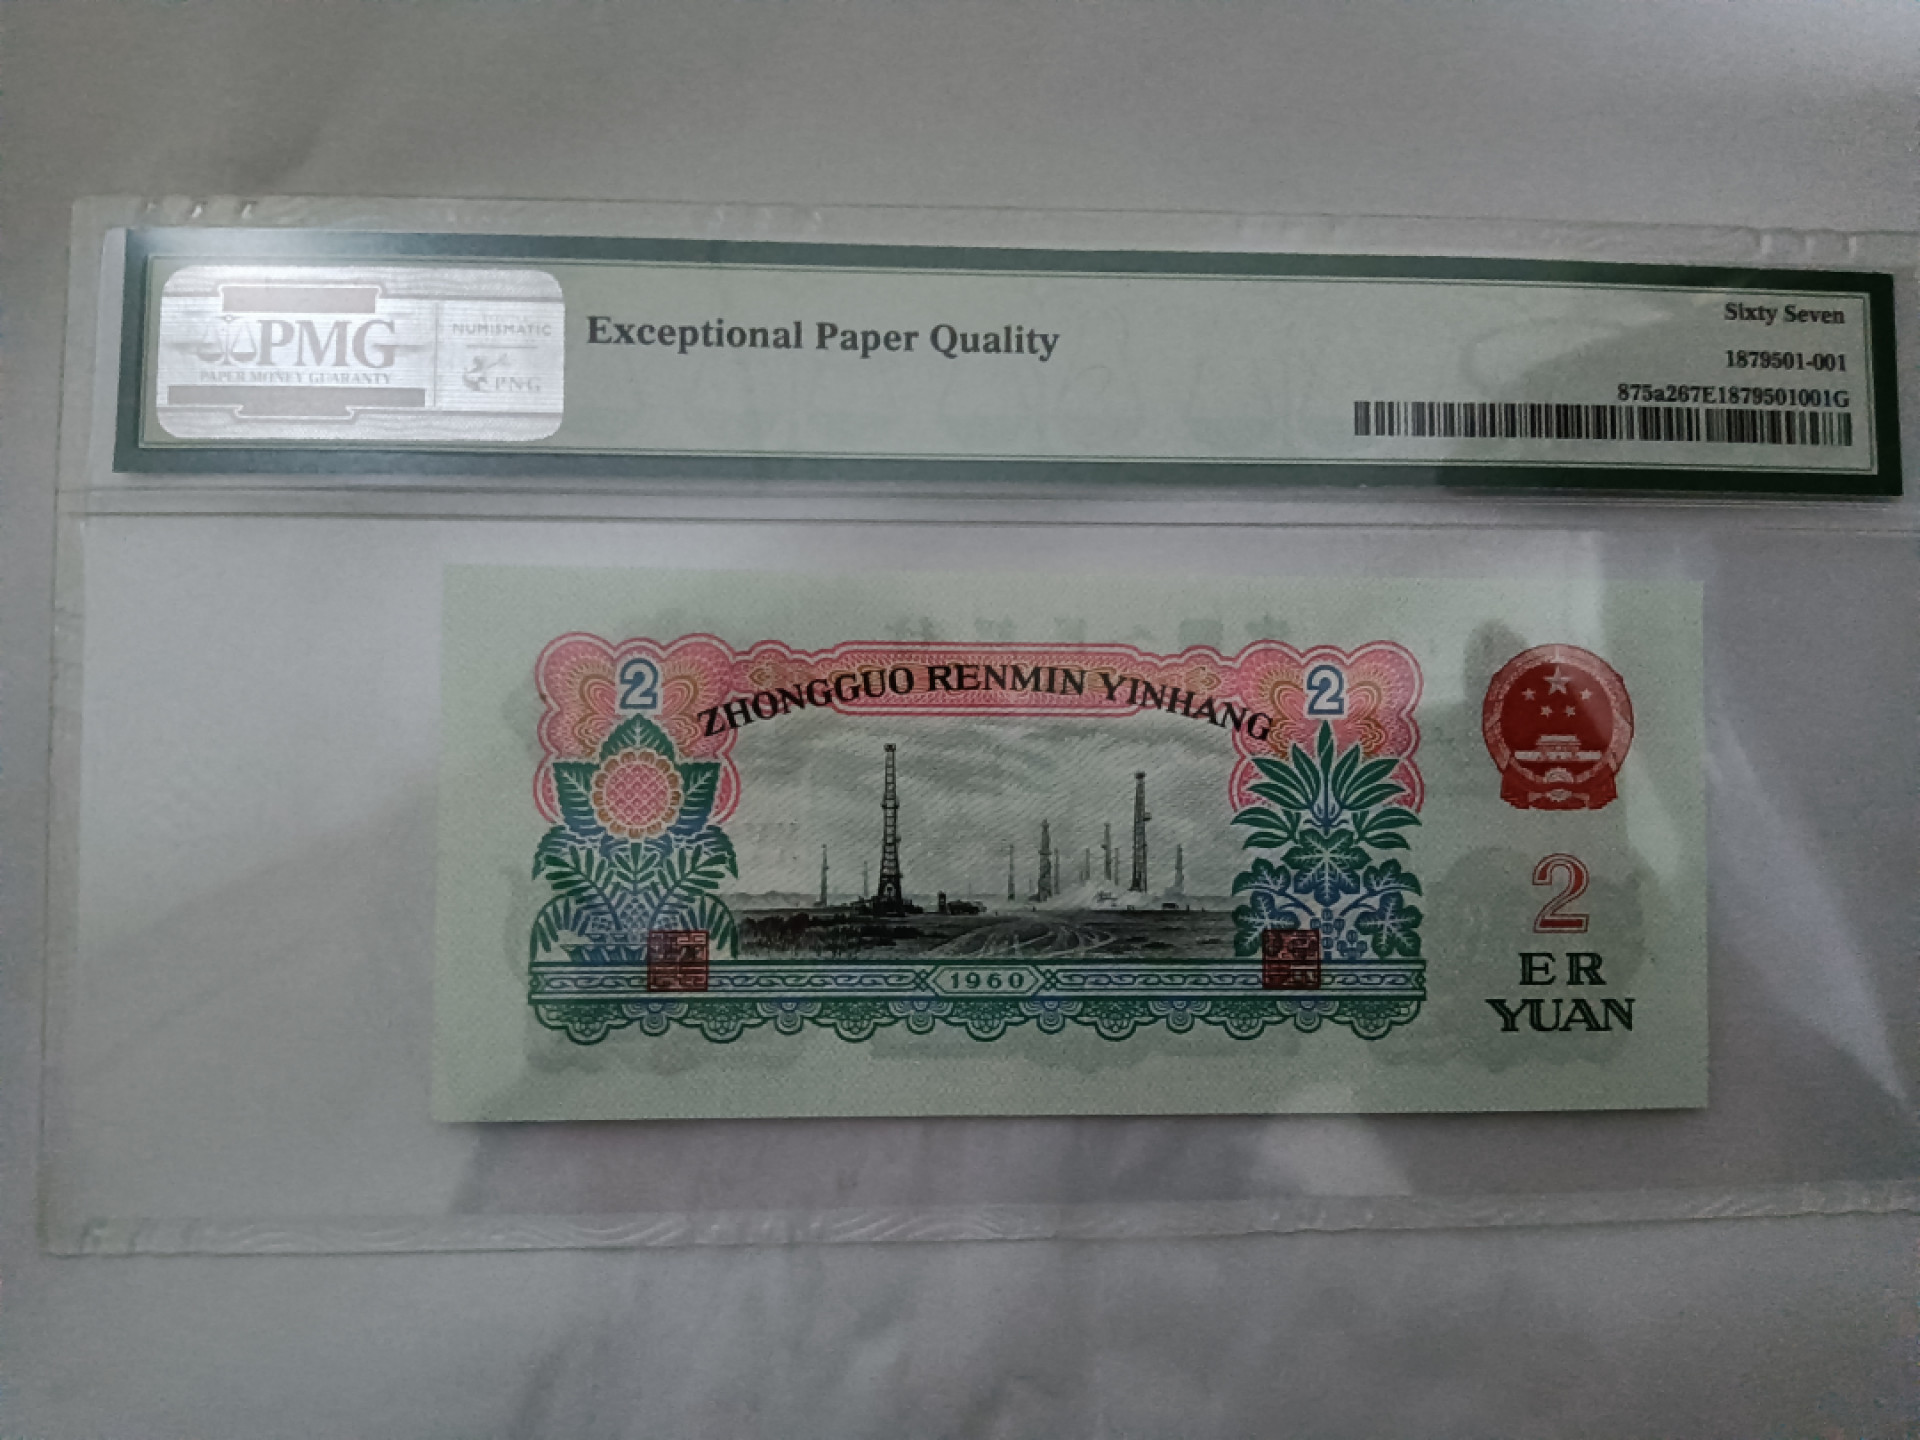 PMG
PAPER MONEY GUARANTY
NUMISMATIC
PNG
Exceptional Paper Quality
Sixty Seven
1879501-001
875a267E1879501001G
2
ZHONGGUO RENMIN YINHANG
2
1960
2
ER
YUAN